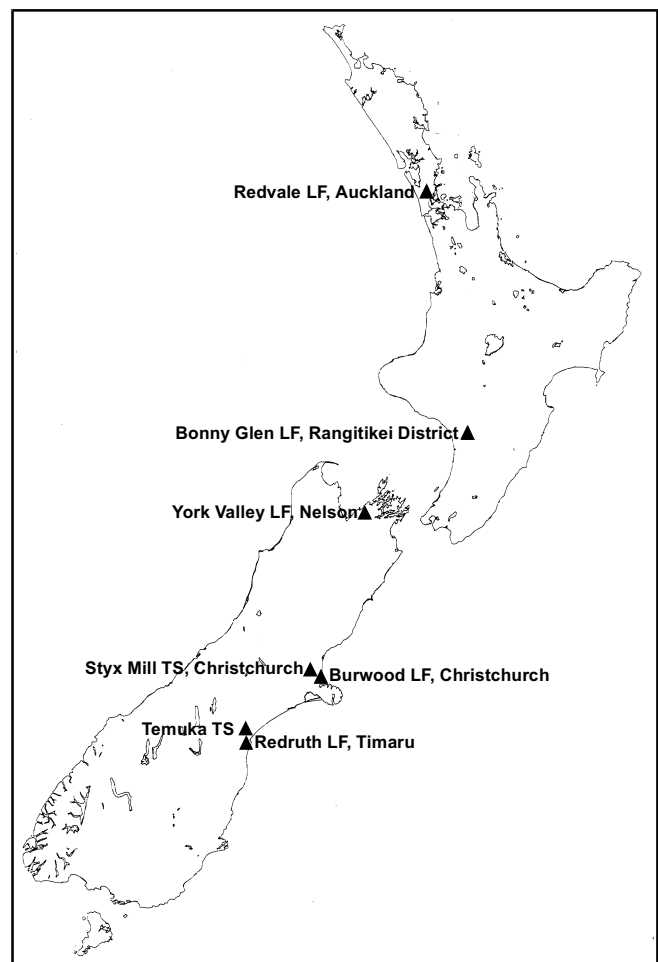 Redvale LF, Auckland
Bonny Glen LF, Rangitikei District
York Valley LF, Nelson
Styx Mill TS, Christchurch
Burwood LF, Christchurch
Temuka TS
Redruth LF, Timaru